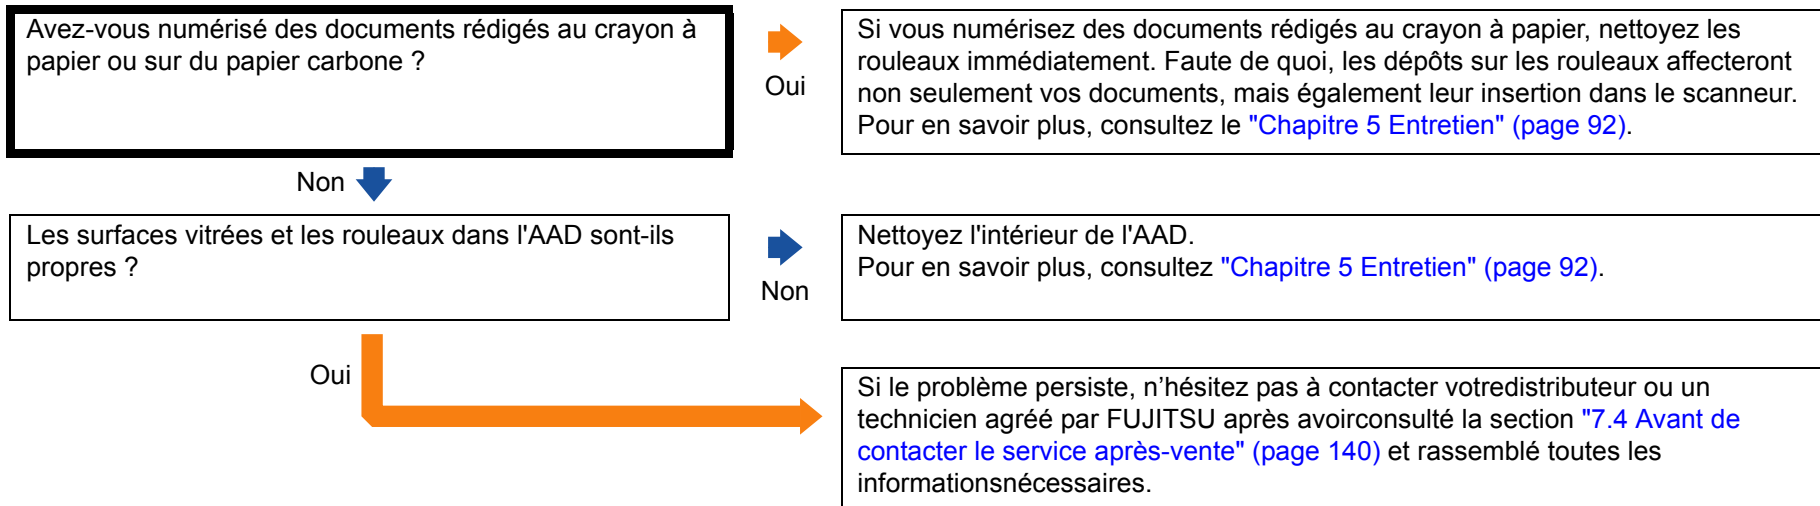 Avez-vous numérisé des documents rédigés au crayon à
papier ou sur du papier carbone ?
Oui
Si vous numérisez des documents rédigés au crayon à papier, nettoyez les
rouleaux immédiatement. Faute de quoi, les dépôts sur les rouleaux affecteront
non seulement vos documents, mais également leur insertion dans le scanneur.
Pour en savoir plus, consultez le "Chapitre 5 Entretien" (page 92).
Non
Les surfaces vitrées et les rouleaux dans l'AAD sont-ils
propres ?
Non
Nettoyez l'intérieur de l'AAD.
Pour en savoir plus, consultez "Chapitre 5 Entretien" (page 92).
Oui
Si le problème persiste, n’hésitez pas à contacter votredistributeur ou un
technicien agréé par FUJITSU après avoirconsulté la section "7.4 Avant de
contacter le service après-vente" (page 140) et rassemblé toutes les
informationsnécessaires.